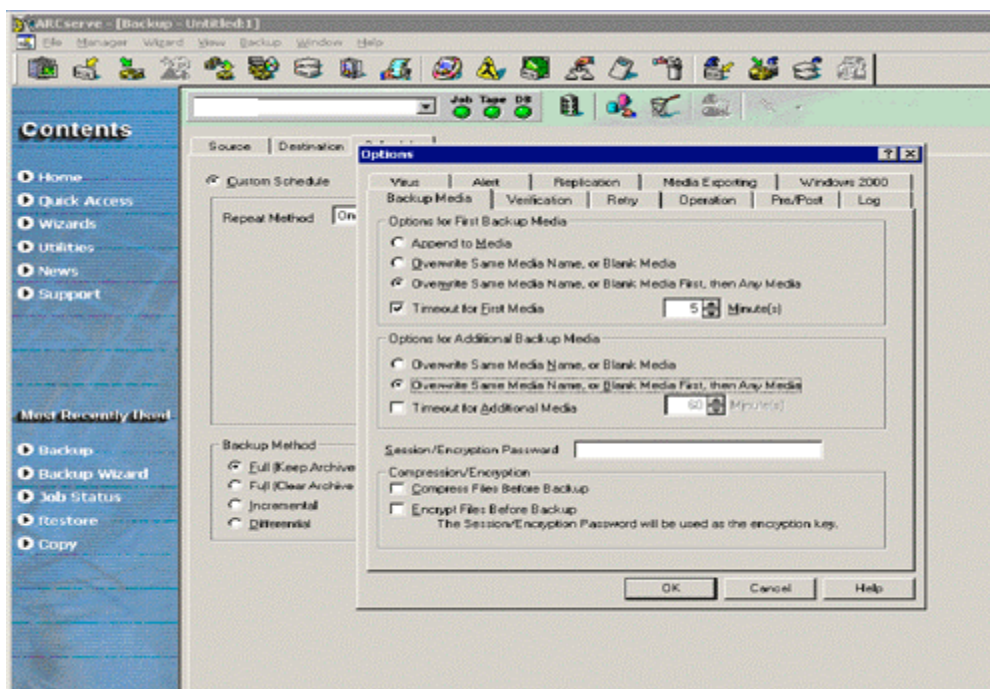 ARCserve - [Backup - Untitled:1]
File Manager Wizard View Backup Window Help
Job Tape DB
Contents
Home
Quick Access
Wizards
Utilities
News
Support
Most Recently Used
Backup
Backup Wizard
Job Status
Restore
Copy
Source Destination
Custom Schedule
Repeat Method On
Backup Method
Full (Keep Archive
Full (Clear Archive
Incremental
Differential
Options
Virus Alert Replication Media Exporting Windows 2000
Backup Media Verification Retry Operation Pre/Post Log
Options for First Backup Media
Append to Media
Overwrite Same Media Name, or Blank Media
Overwrite Same Media Name, or Blank Media First, then Any Media
Timeout for First Media 5 Minute(s)
Options for Additional Backup Media
Overwrite Same Media Name, or Blank Media
Overwrite Same Media Name, or Blank Media First, then Any Media
Timeout for Additional Media 60 Minute(s)
Session/Encryption Password
Compression/Encryption
Compress Files Before Backup
Encrypt Files Before Backup
The Session/Encryption Password will be used as the encryption key.
OK Cancel Help